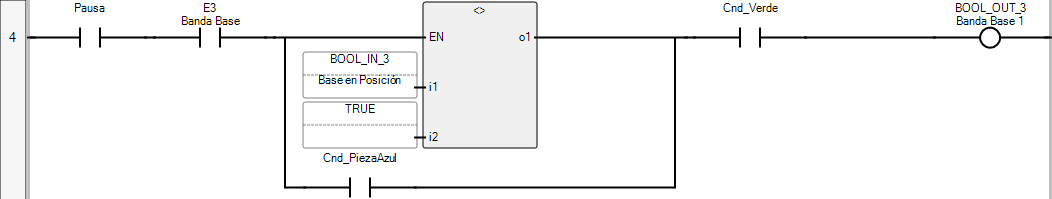 Pausa
E3
Banda Base
<>
Cnd_Verde
BOOL_OUT_3
Banda Base 1
4
EN
o1
BOOL_IN_3
Base en Posición
i1
TRUE
i2
Cnd_PiezaAzul